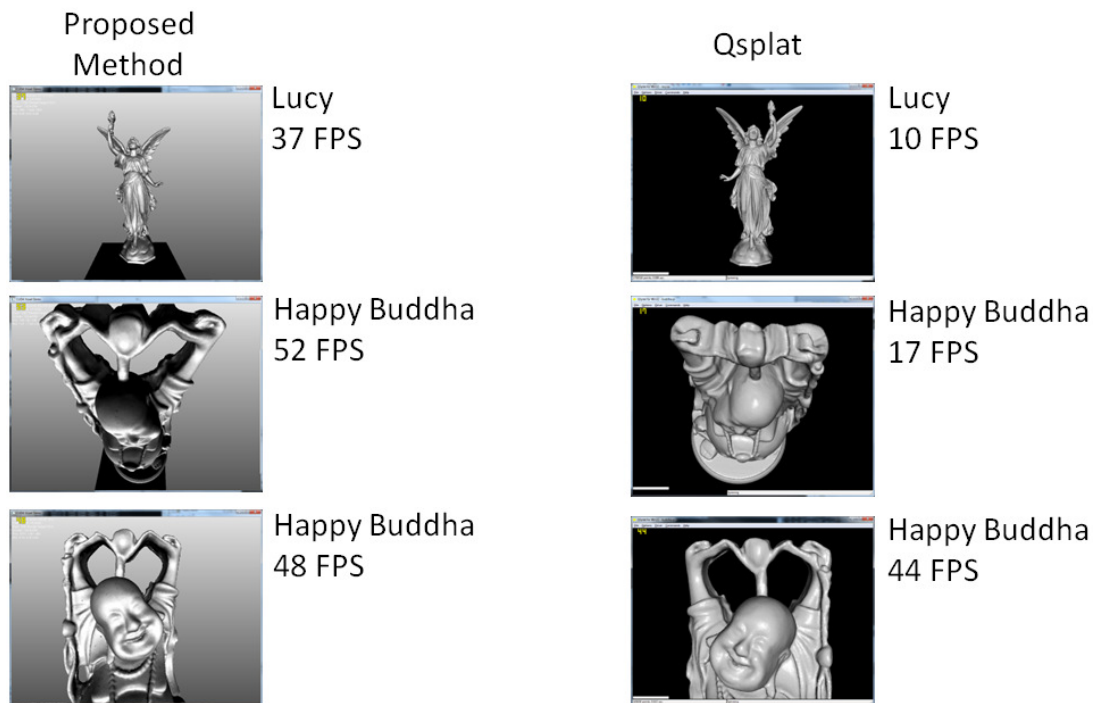 Proposed
Method
Qsplat
Lucy
37 FPS
Lucy
10 FPS
Happy Buddha
52 FPS
Happy Buddha
17 FPS
Happy Buddha
48 FPS
Happy Buddha
44 FPS